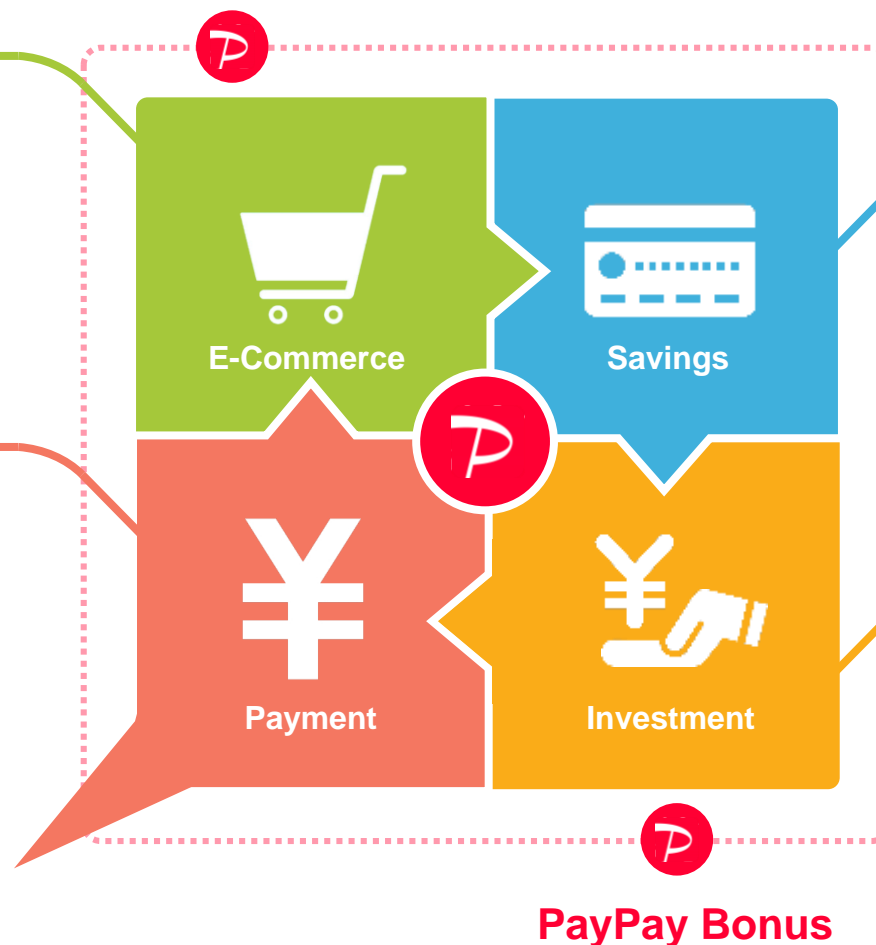 E-Commerce
Savings
¥
¥
Payment
Investment
PayPay Bonus